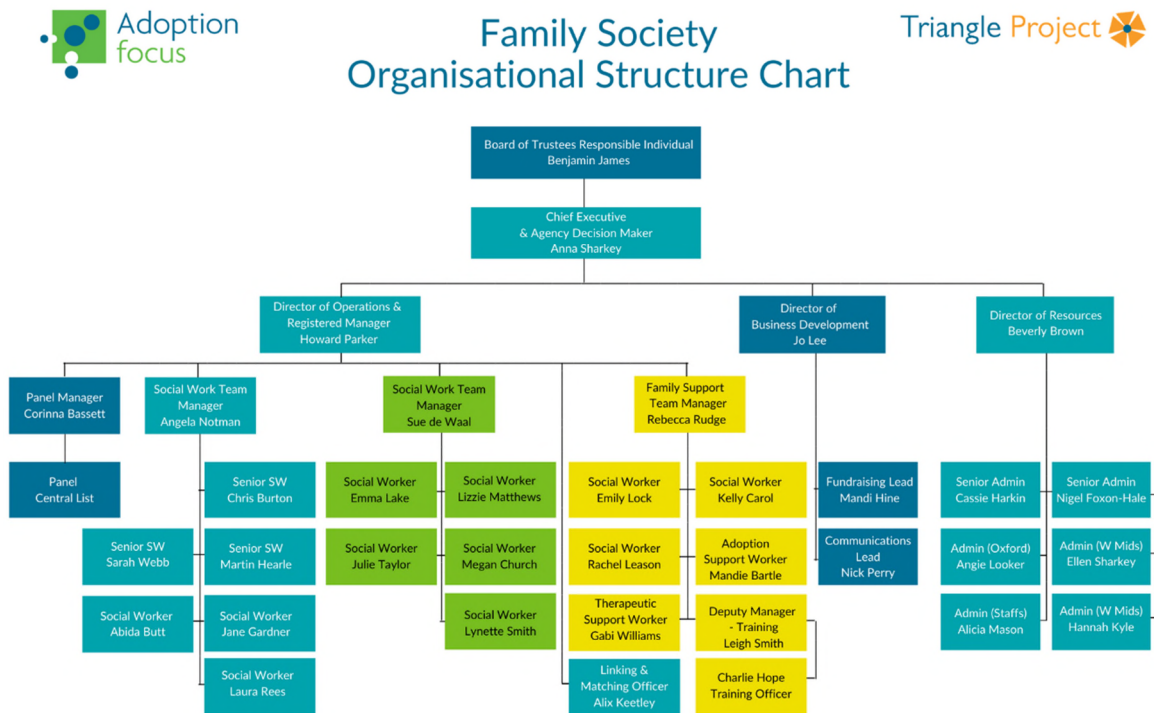 Adoption
focus
Family Society
Organisational Structure Chart
Triangle Project
Board of Trustees Responsible Individual
Benjamin James
Chief Executive
& Agency Decision Maker
Anna Sharkey
Director of Operations &
Registered Manager
Howard Parker
Director of
Business Development
Jo Lee
Director of Resources
Beverly Brown
Panel Manager
Corinna Bassett
Social Work Team
Manager
Angela Notman
Social Work Team
Manager
Sue de Waal
Family Support
Team Manager
Rebecca Rudge
Panel
Central List
Senior SW
Chris Burton
Social Worker
Emma Lake
Social Worker
Lizzie Matthews
Social Worker
Emily Lock
Social Worker
Kelly Carol
Fundraising Lead
Mandi Hine
Senior Admin
Cassie Harkin
Senior Admin
Nigel Foxon-Hale
Senior SW
Sarah Webb
Senior SW
Martin Hearle
Social Worker
Julie Taylor
Social Worker
Megan Church
Social Worker
Rachel Leason
Adoption
Support Worker
Mandie Bartle
Communications
Lead
Nick Perry
Admin (Oxford)
Angie Looker
Admin (W Mids)
Ellen Sharkey
Social Worker
Abida Butt
Social Worker
Jane Gardner
Social Worker
Lynette Smith
Therapeutic
Support Worker
Gabi Williams
Deputy Manager
- Training
Leigh Smith
Admin (Staffs)
Alicia Mason
Admin (W Mids)
Hannah Kyle
Social Worker
Laura Rees
Linking &
Matching Officer
Alix Keetley
Charlie Hope
Training Officer